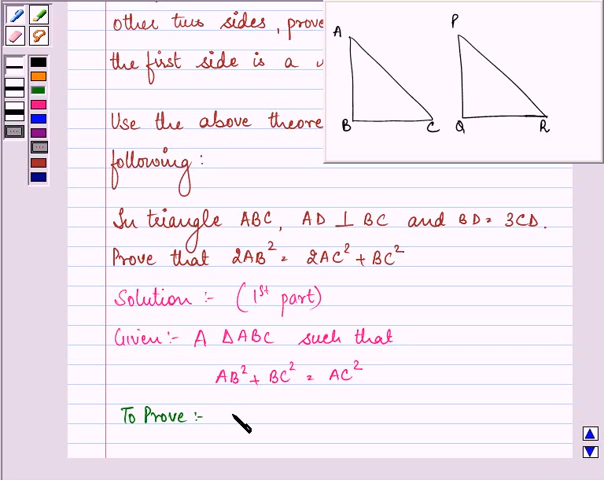 other two sides, prove
the first side is a
Use the above theore
following:
In triangle ABC, AD ⊥ BC and BD = 3CD.
Prove that 2AB² = 2AC² + BC²
Solution :- (1st part)
Given :- A ΔABC such that
AB² + BC² = AC²
To Prove :-
A
B
C
P
Q
R